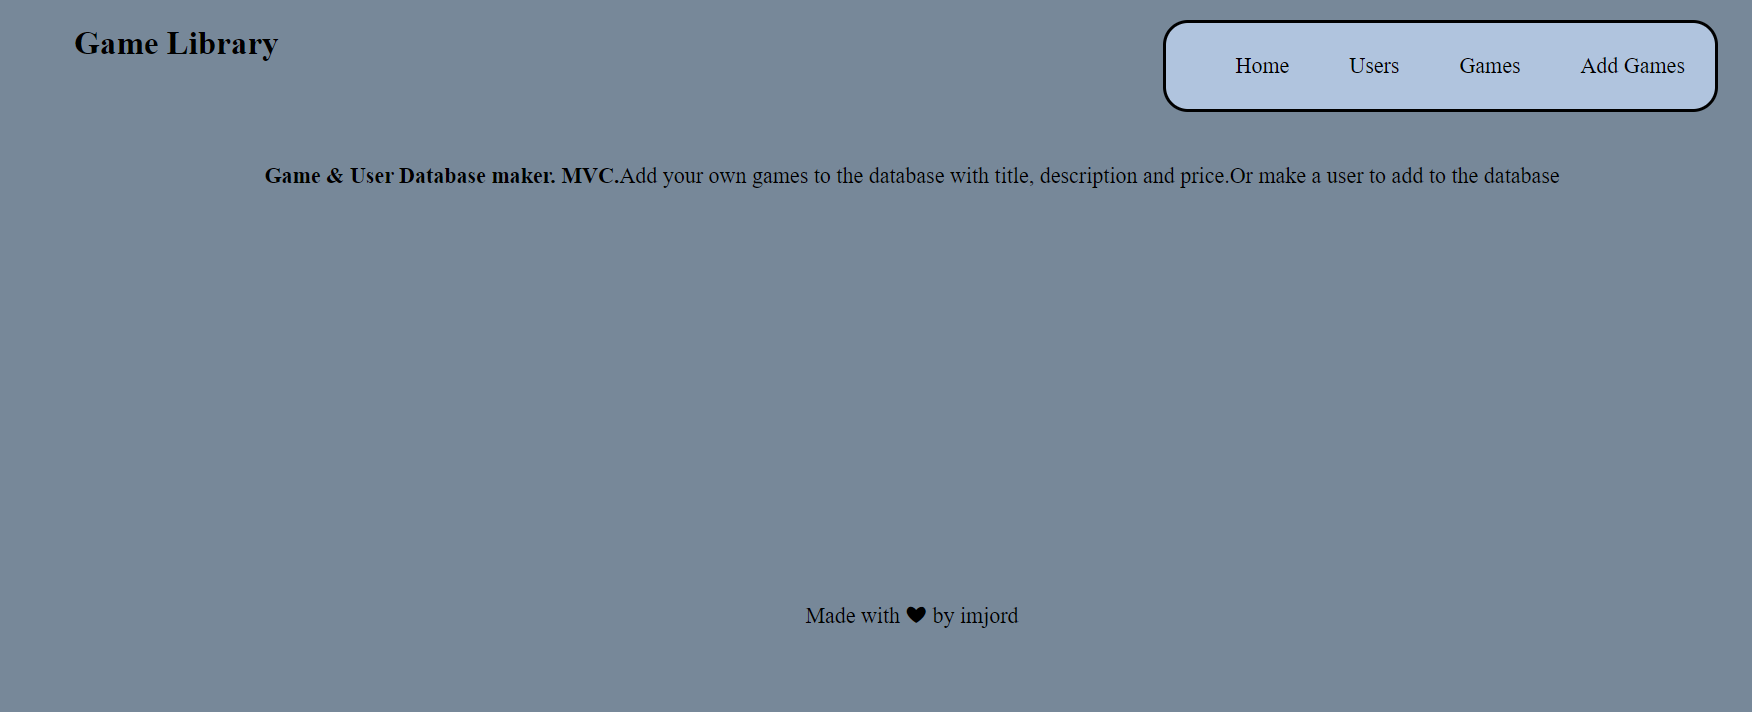 Game Library
Home Users Games Add Games
Game & User Database maker. MVC.Add your own games to the database with title, description and price.Or make a user to add to the database
Made with ♥ by imjord